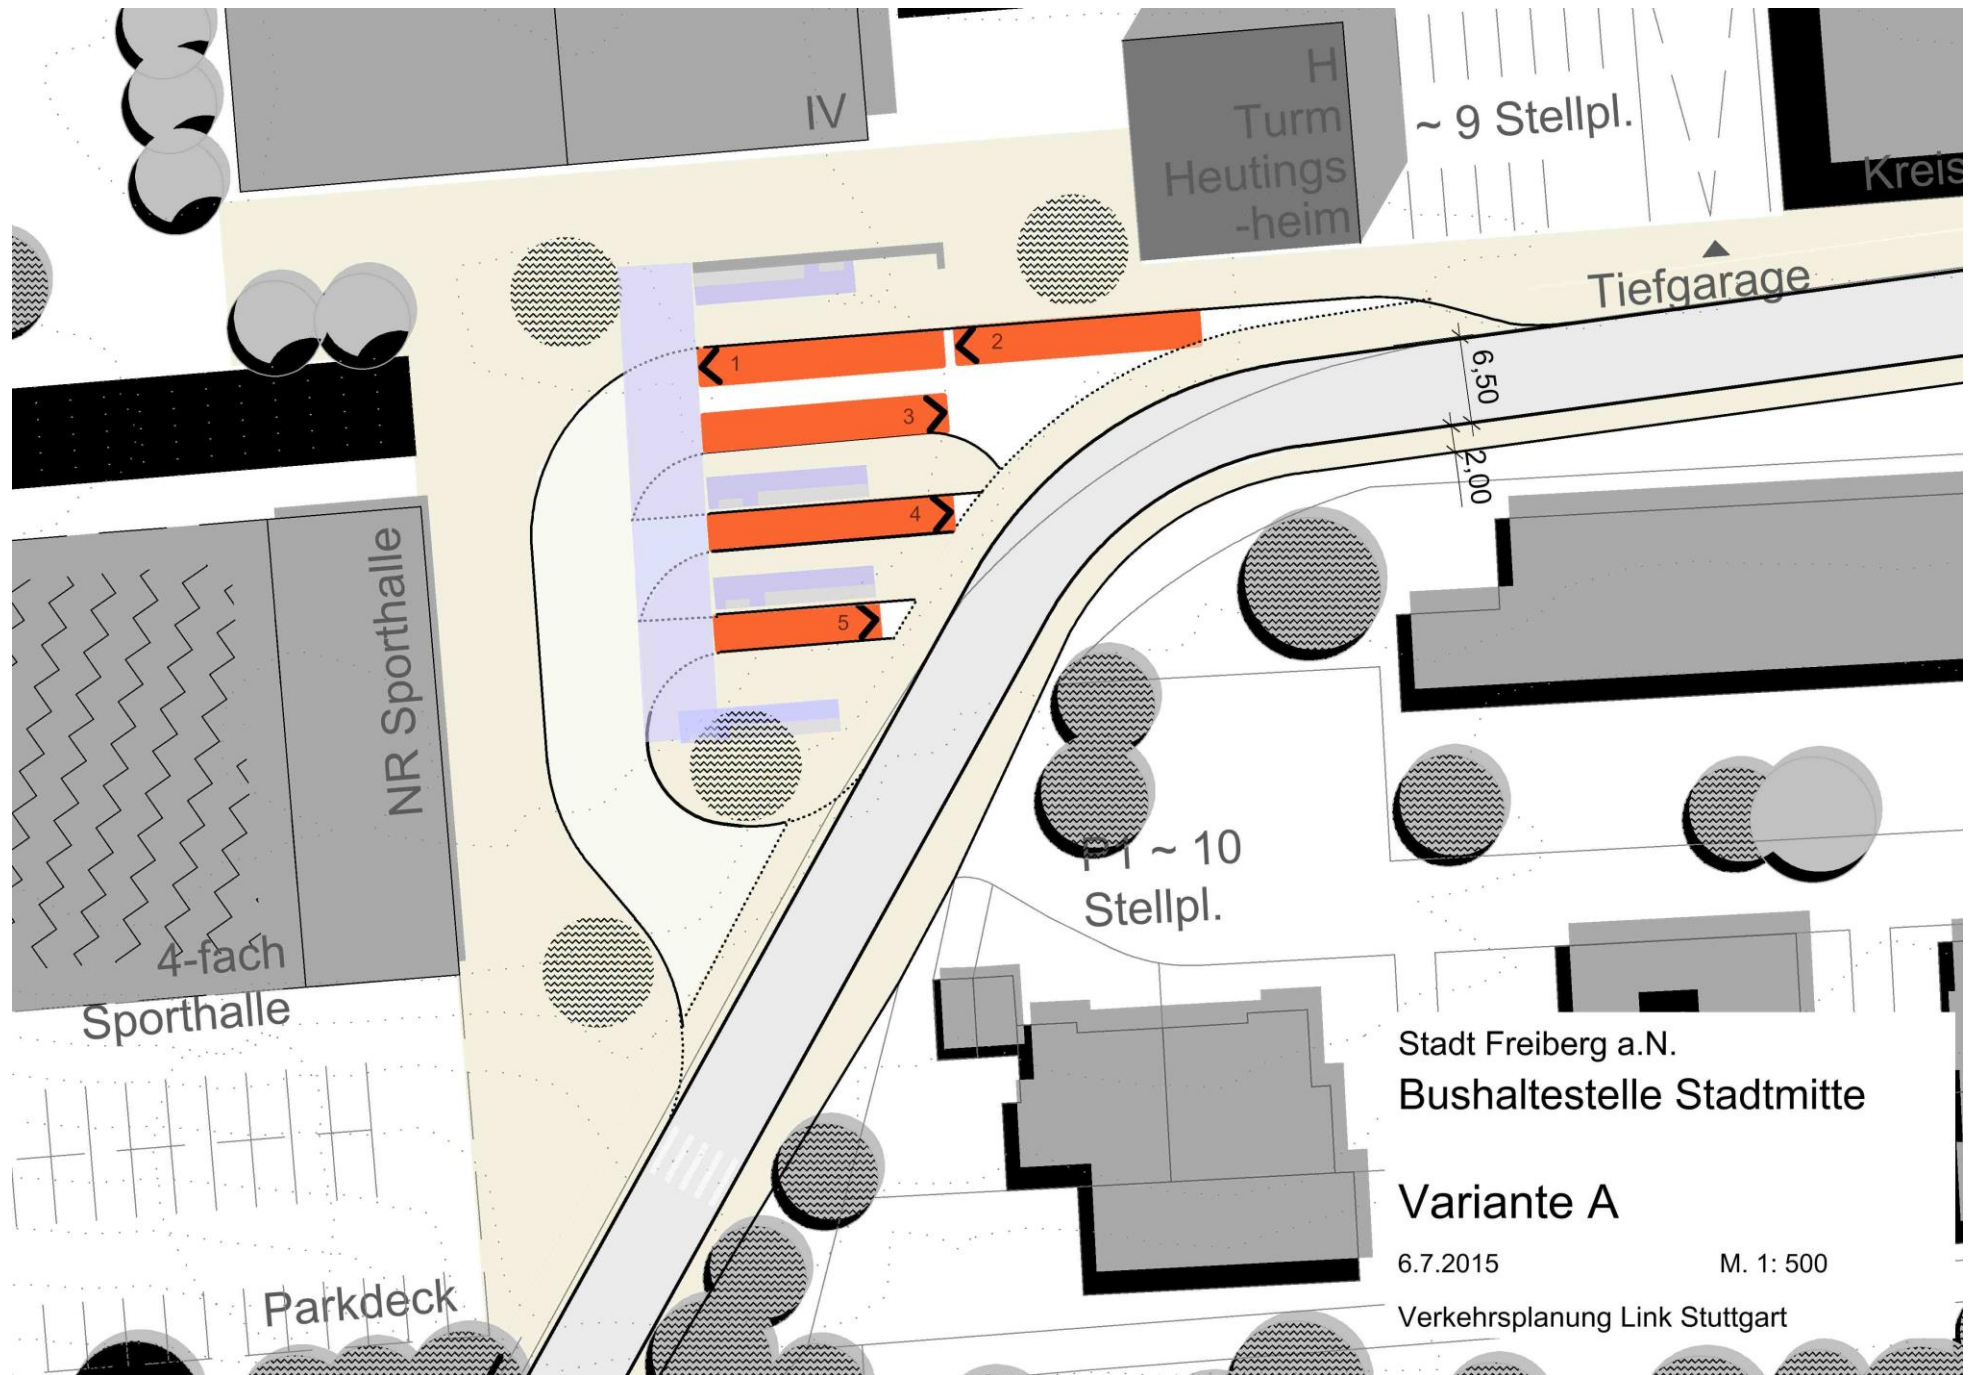 IV
H
Turm
Heutings
-heim
~ 9 Stellpl.
Kreis
Tiefgarage
1
2
3
4
5
6,50
2,00
NR Sporthalle
4-fach
Sporthalle
P1 ~ 10
Stellpl.
Parkdeck
Stadt Freiberg a.N.
Bushaltestelle Stadtmitte
Variante A
6.7.2015 M. 1: 500
Verkehrsplanung Link Stuttgart